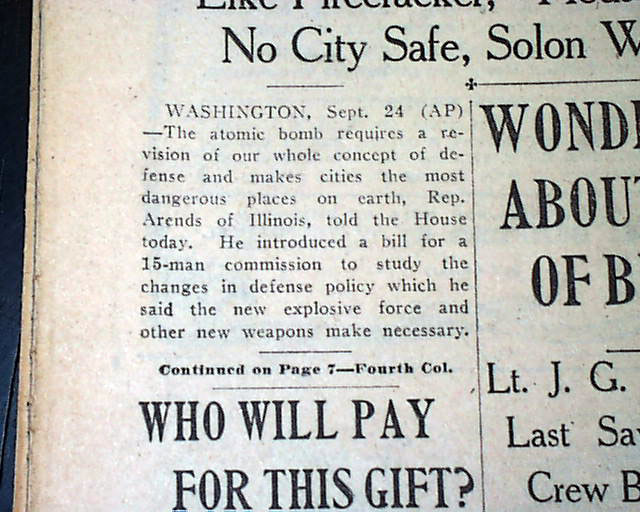 No City Safe, Solon W
WASHINGTON, Sept. 24 (AP)
—The atomic bomb requires a re-
vision of our whole concept of de-
fense and makes cities the most
dangerous places on earth, Rep.
Arends of Illinois, told the House
today. He introduced a bill for a
15-man commission to study the
changes in defense policy which he
said the new explosive force and
other new weapons make necessary.
Continued on Page 7—Fourth Col.
WHO WILL PAY
FOR THIS GIFT?
WOND
ABOU
OF B
Lt. J. G.
Last Sa
Crew B